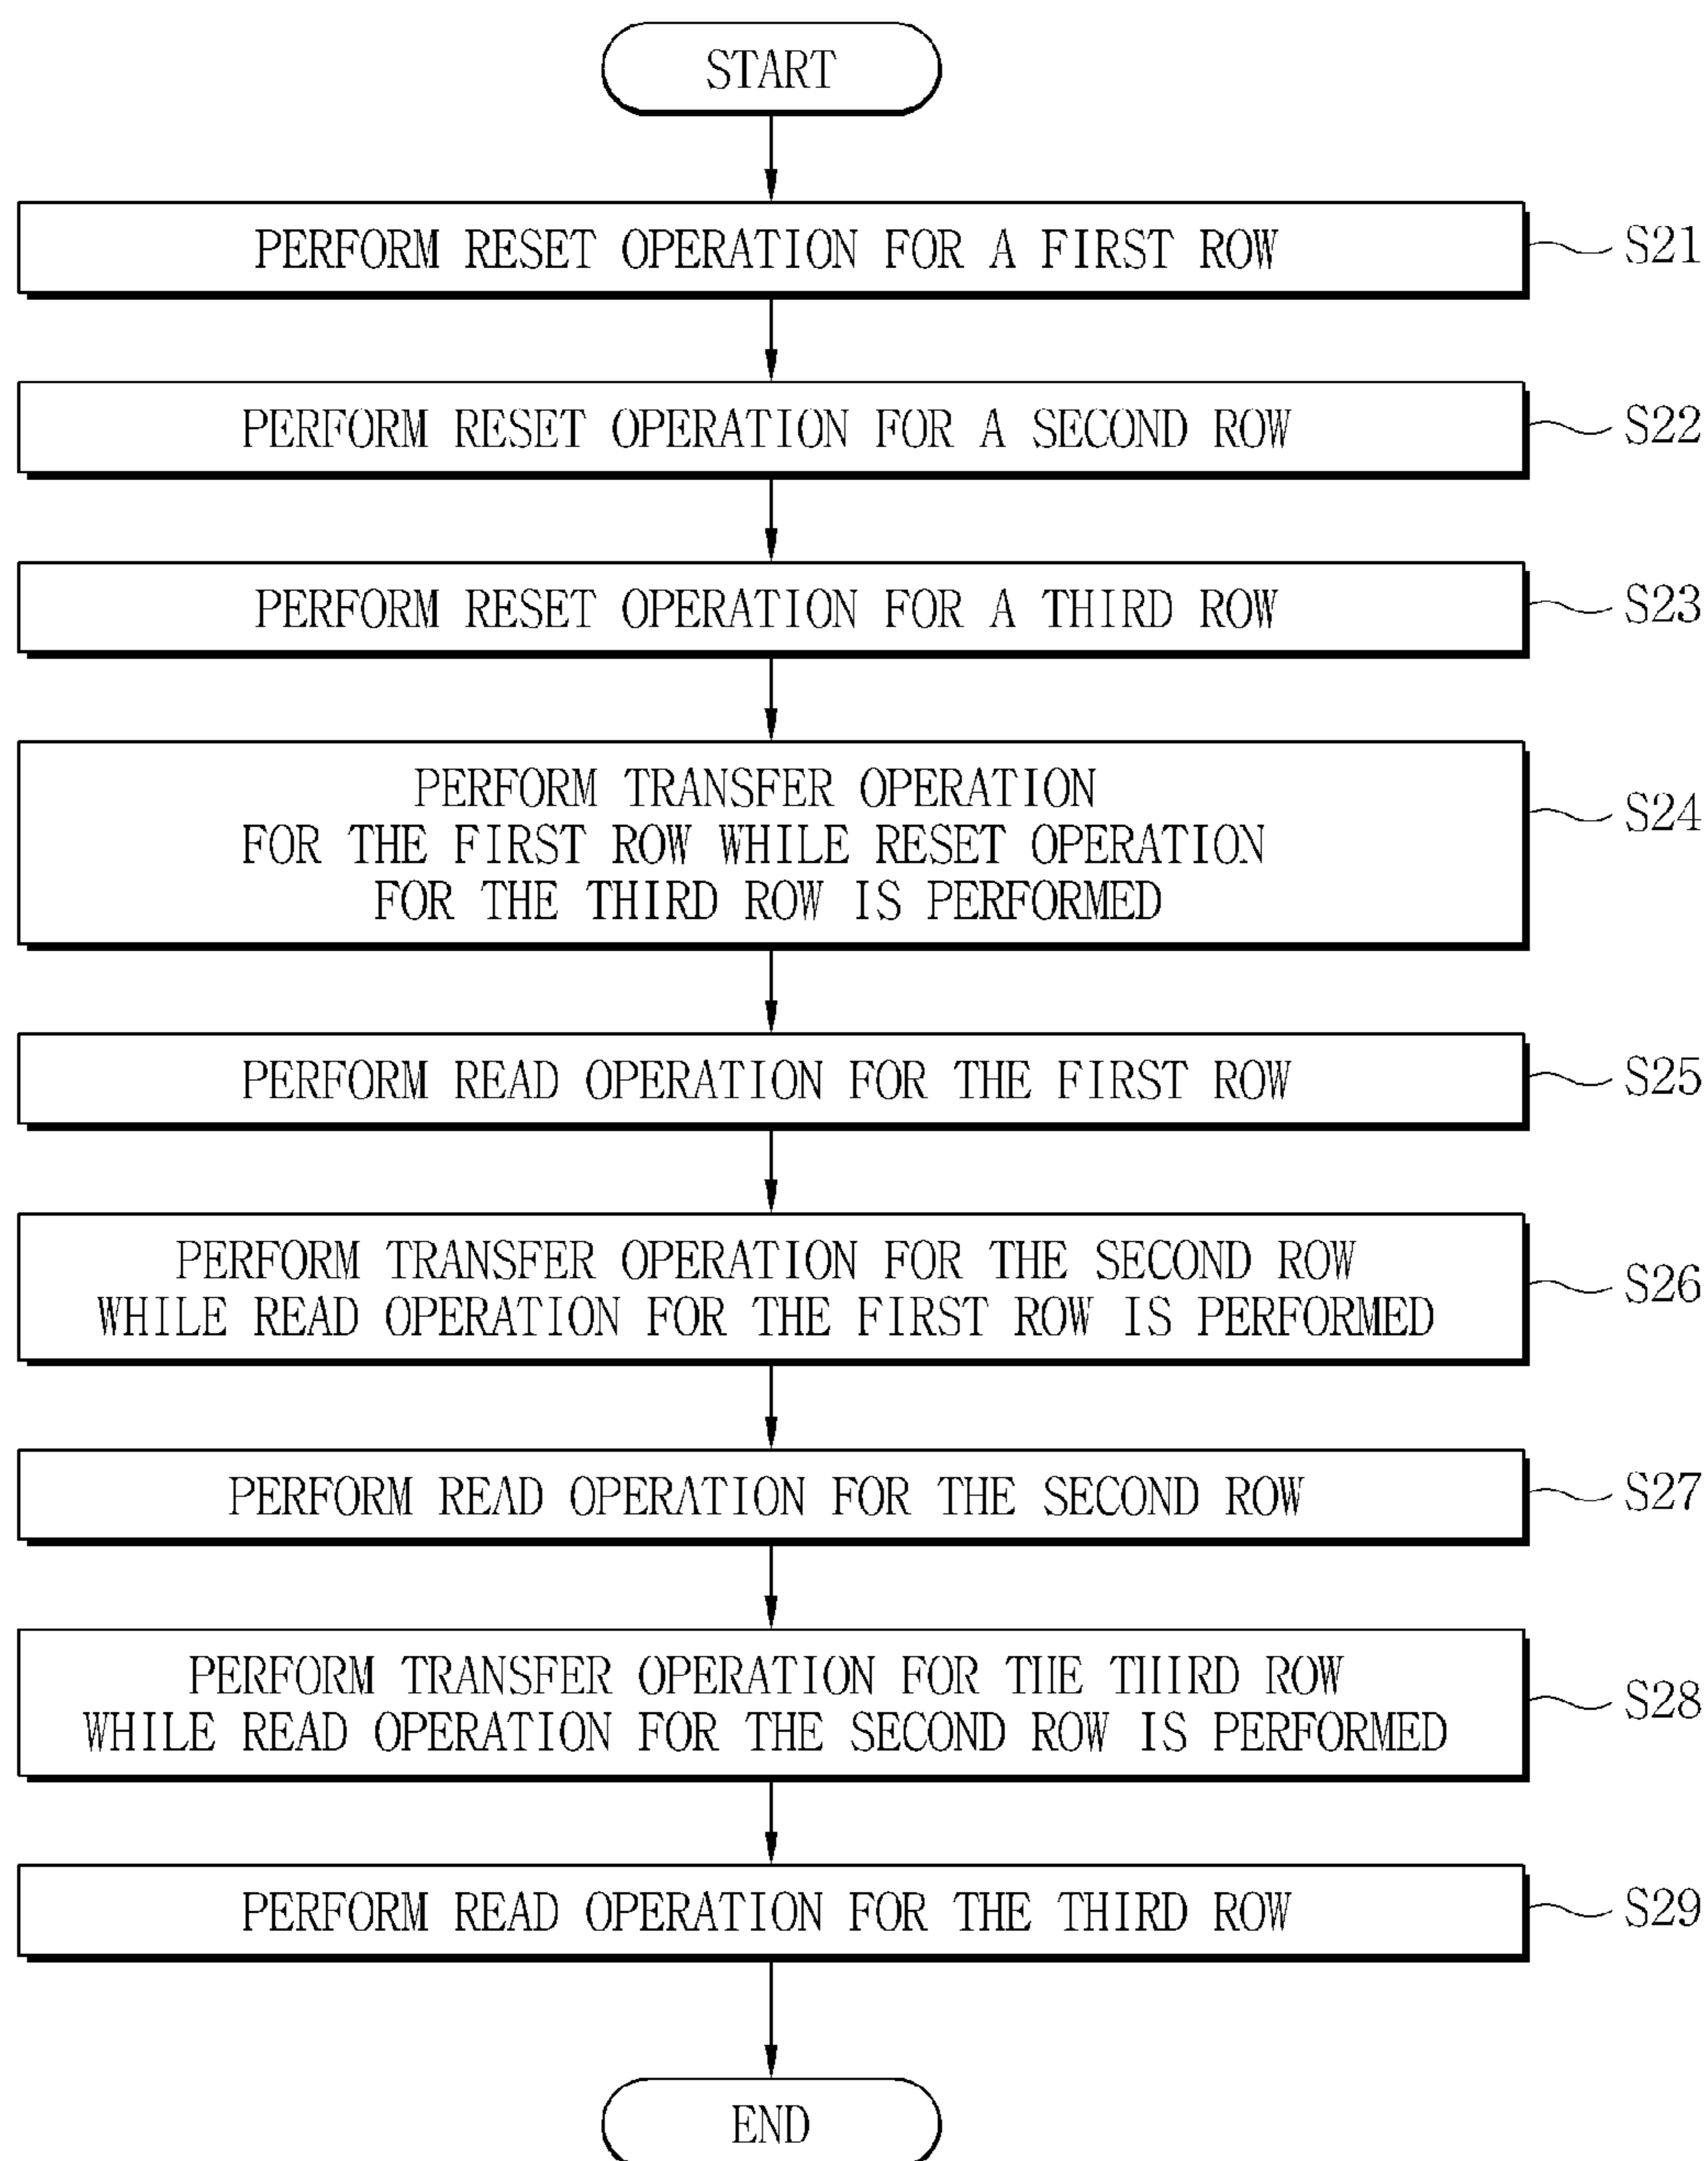 START
PERFORM RESET OPERATION FOR A FIRST ROW
S21
PERFORM RESET OPERATION FOR A SECOND ROW
S22
PERFORM RESET OPERATION FOR A THIRD ROW
S23
PERFORM TRANSFER OPERATION
FOR THE FIRST ROW WHILE RESET OPERATION
FOR THE THIRD ROW IS PERFORMED
S24
PERFORM READ OPERATION FOR THE FIRST ROW
S25
PERFORM TRANSFER OPERATION FOR THE SECOND ROW
WHILE READ OPERATION FOR THE FIRST ROW IS PERFORMED
S26
PERFORM READ OPERATION FOR THE SECOND ROW
S27
PERFORM TRANSFER OPERATION FOR THE THIRD ROW
WHILE READ OPERATION FOR THE SECOND ROW IS PERFORMED
S28
PERFORM READ OPERATION FOR THE THIRD ROW
S29
END